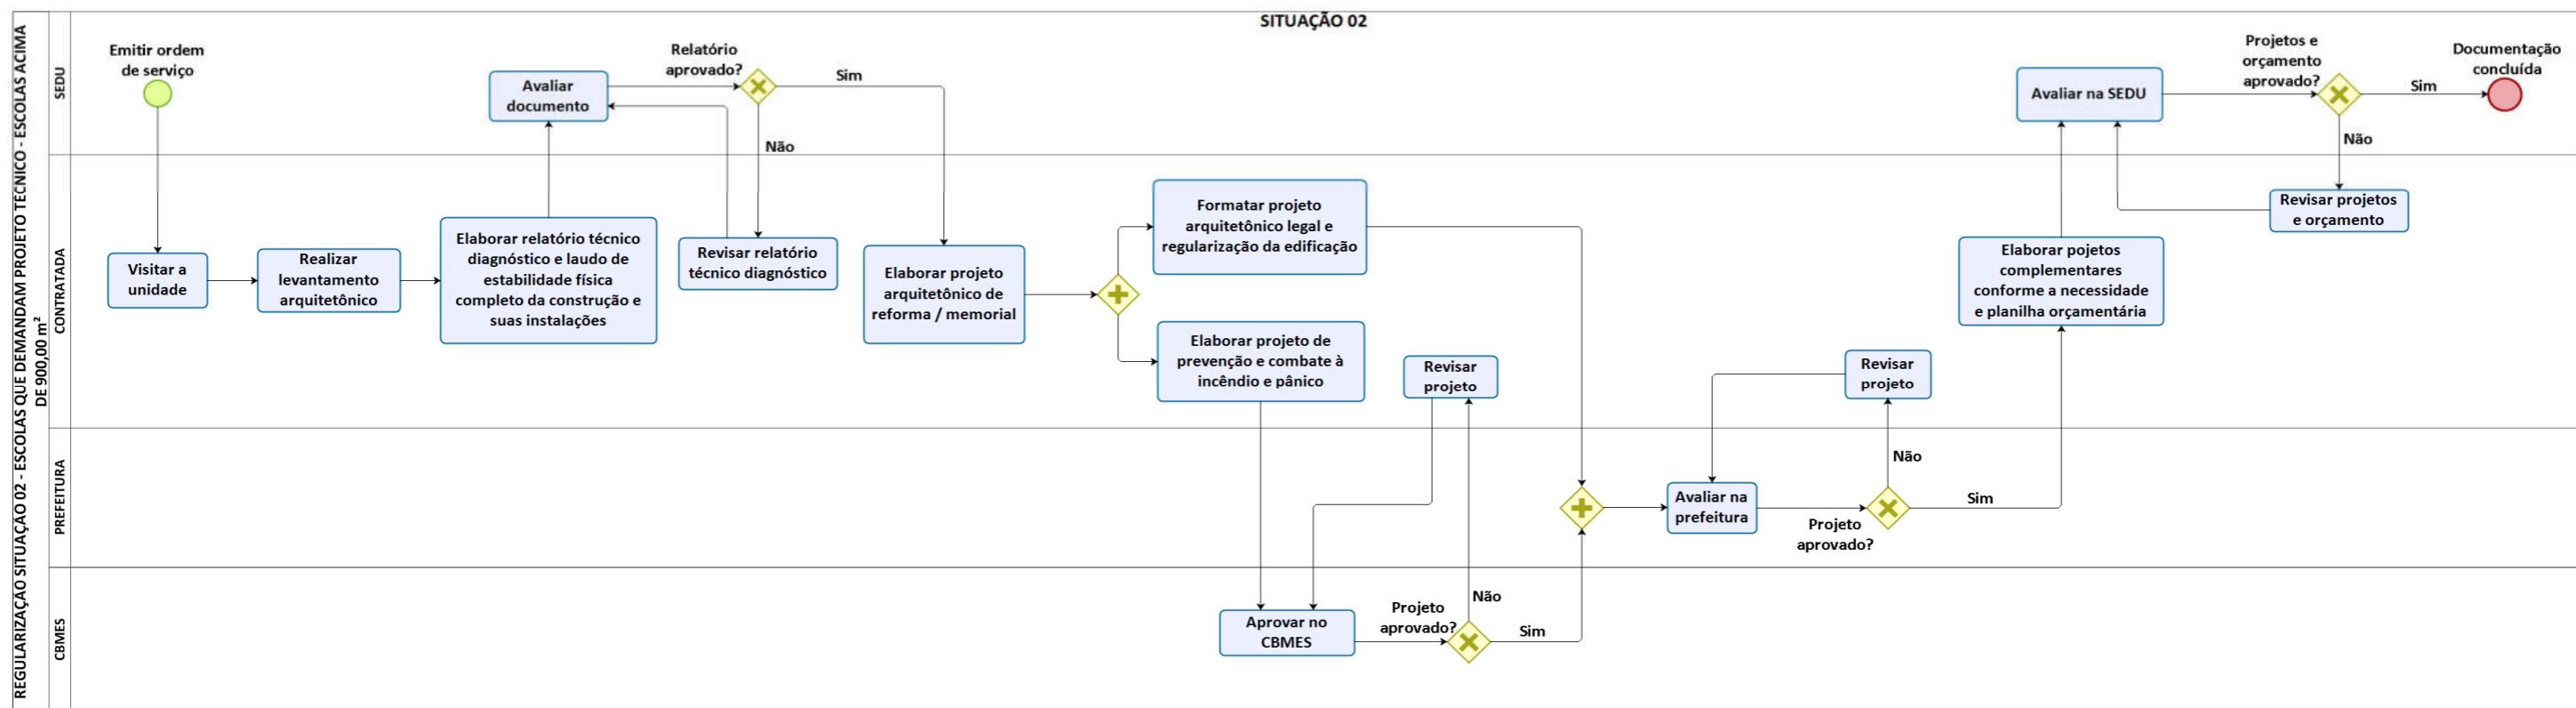 SITUAÇÃO 02
REGULARIZAÇÃO SITUAÇÃO 02 - ESCOLAS QUE DEMANDAM PROJETO TÉCNICO - ESCOLAS ACIMA
DE 900,00 m²
SEDU
Emitir ordem
de serviço
Avaliar
documento
Relatório
aprovado?
Sim
Não
Avaliar na SEDU
Projetos e
orçamento
aprovado?
Sim
Não
Documentação
concluída
CONTRATADA
Visitar a
unidade
Realizar
levantamento
arquitetônico
Elaborar relatório técnico
diagnóstico e laudo de
estabilidade física
completo da construção e
suas instalações
Revisar relatório
técnico diagnóstico
Elaborar projeto
arquitetônico de
reforma / memorial
Formatar projeto
arquitetônico legal e
regularização da edificação
Elaborar projeto de
prevenção e combate à
incêndio e pânico
Revisar
projeto
Revisar
projeto
Elaborar pojetos
complementares
conforme a necessidade
e planilha orçamentária
Revisar projetos
e orçamento
PREFEITURA
Avaliar na
prefeitura
Projeto
aprovado?
Não
Sim
CBMES
Aprovar no
CBMES
Projeto
aprovado?
Não
Sim